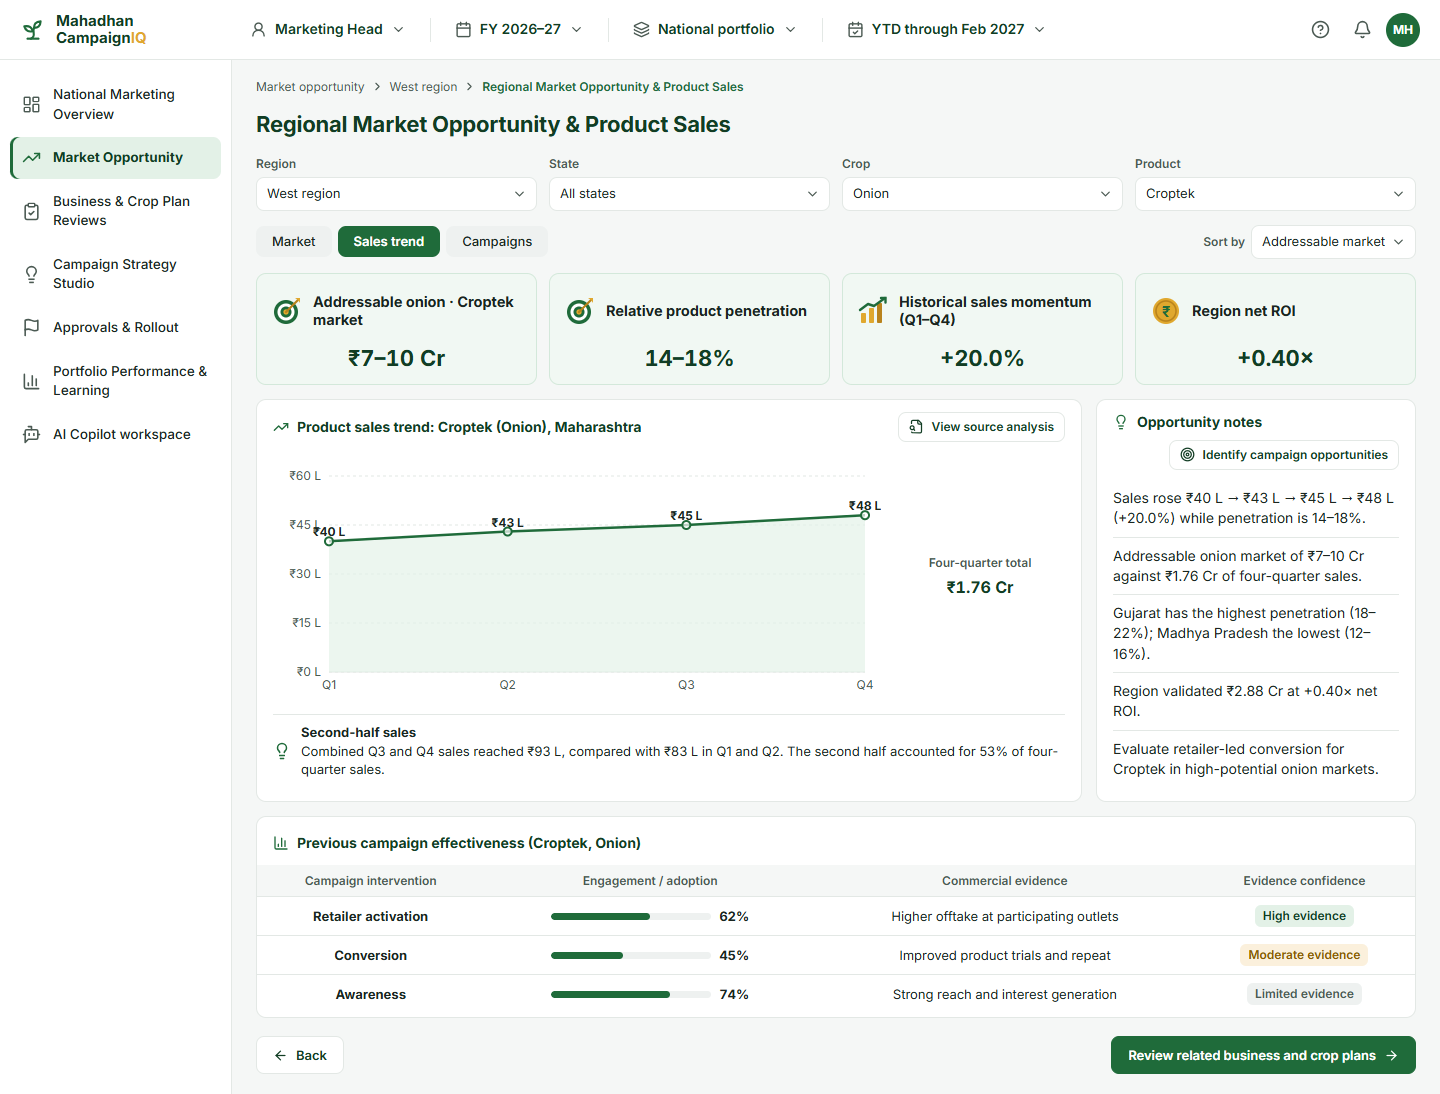 Mahadhan
CampaignIQ
Marketing Head
FY 2026–27
National portfolio
YTD through Feb 2027
MH
National Marketing
Overview
Market Opportunity
Business & Crop Plan
Reviews
Campaign Strategy
Studio
Approvals & Rollout
Portfolio Performance &
Learning
AI Copilot workspace
Market opportunity
West region
Regional Market Opportunity & Product Sales
Regional Market Opportunity & Product Sales
Region
State
Crop
Product
West region
All states
Onion
Croptek
Market
Sales trend
Campaigns
Sort by
Addressable market
Addressable onion · Croptek
market
₹7–10 Cr
Relative product penetration
14–18%
Historical sales momentum
(Q1–Q4)
+20.0%
Region net ROI
₹
+0.40×
Product sales trend: Croptek (Onion), Maharashtra
View source analysis
₹60 L
₹45 L
₹30 L
₹15 L
₹0 L
₹40 L
₹43 L
₹45 L
₹48 L
Q1
Q2
Q3
Q4
Four-quarter total
₹1.76 Cr
Second-half sales
Combined Q3 and Q4 sales reached ₹93 L, compared with ₹83 L in Q1 and Q2. The second half accounted for 53% of four-
quarter sales.
Opportunity notes
Identify campaign opportunities
Sales rose ₹40 L → ₹43 L → ₹45 L → ₹48 L
(+20.0%) while penetration is 14–18%.
Addressable onion market of ₹7–10 Cr
against ₹1.76 Cr of four-quarter sales.
Gujarat has the highest penetration (18–
22%); Madhya Pradesh the lowest (12–
16%).
Region validated ₹2.88 Cr at +0.40× net
ROI.
Evaluate retailer-led conversion for
Croptek in high-potential onion markets.
Previous campaign effectiveness (Croptek, Onion)
Campaign intervention
Engagement / adoption
Commercial evidence
Evidence confidence
Retailer activation
62%
Higher offtake at participating outlets
High evidence
Conversion
45%
Improved product trials and repeat
Moderate evidence
Awareness
74%
Strong reach and interest generation
Limited evidence
Back
Review related business and crop plans